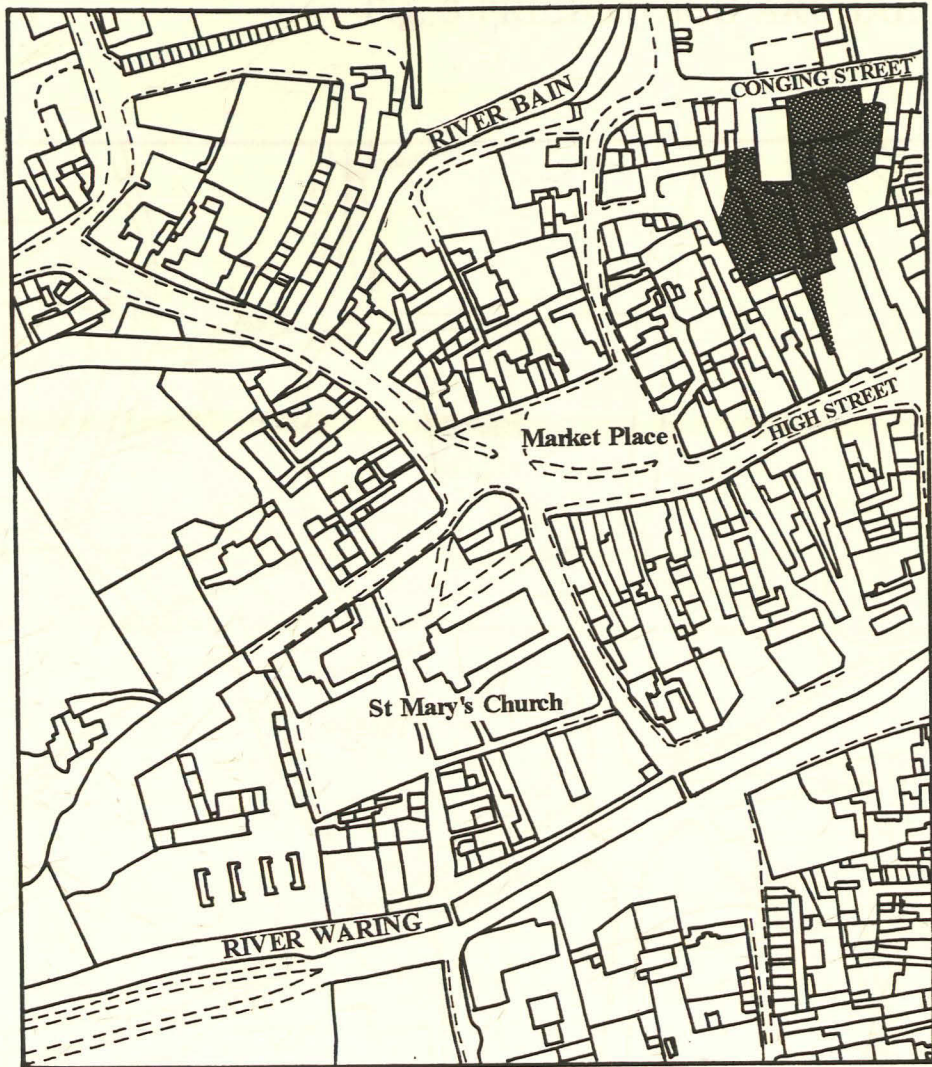 RIVER BAIN
CONGING STREET
HIGH STREET
Market Place
St Mary's Church
RIVER WARING